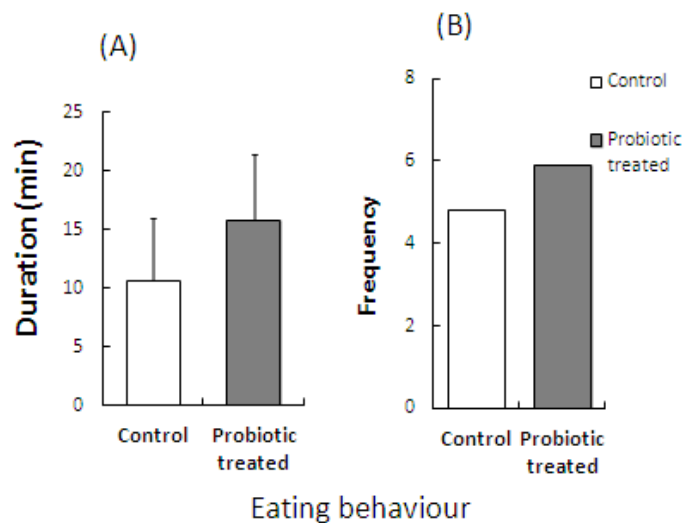 (A)
Duration (min)
25
20
15
10
5
0
Control
Probiotic
treated
(B)
Frequency
8
6
4
2
0
Control
Probiotic
treated
Control
Probiotic
treated
Eating behaviour